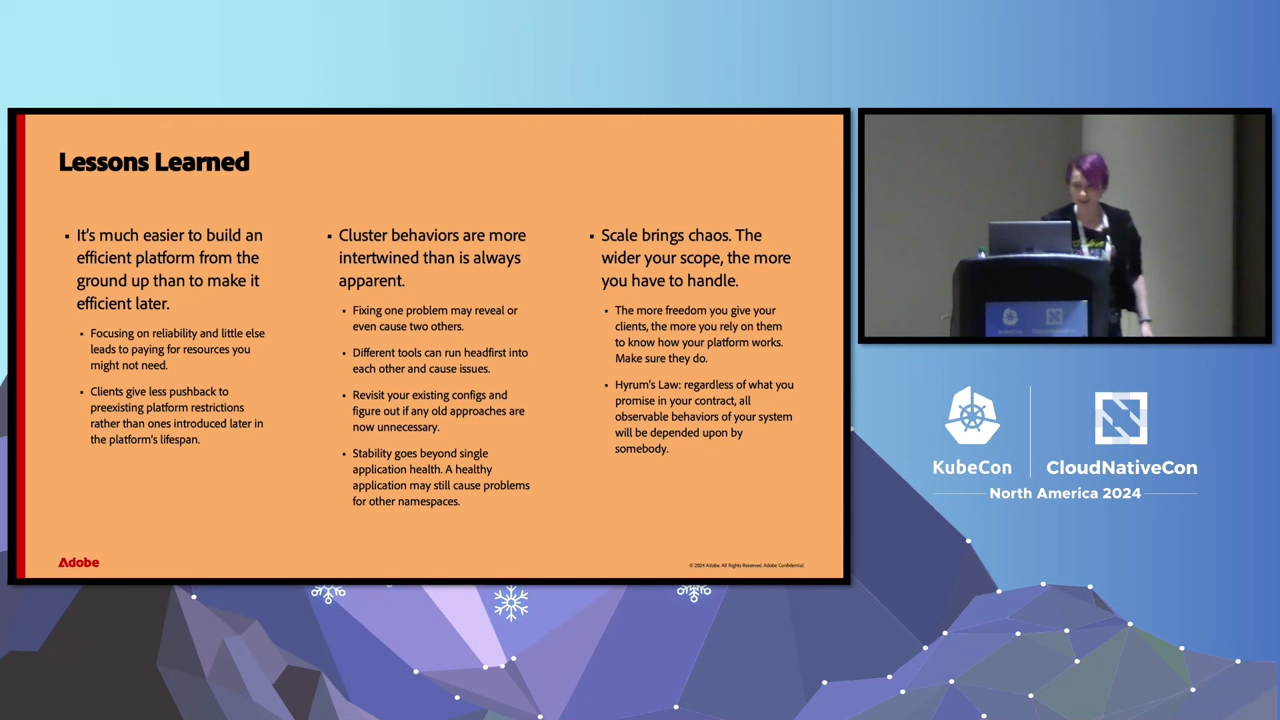 Lessons Learned
▪ It's much easier to build an
efficient platform from the
ground up than to make it
efficient later.
▪ Focusing on reliability and little else
leads to paying for resources you
might not need.
▪ Clients give less pushback to
preexisting platform restrictions
rather than ones introduced later in
the platform's lifespan.
▪ Cluster behaviors are more
intertwined than is always
apparent.
▪ Fixing one problem may reveal or
even cause two others.
▪ Different tools can run headfirst into
each other and cause issues.
▪ Revisit your existing configs and
figure out if any old approaches are
now unnecessary.
▪ Stability goes beyond single
application health. A healthy
application may still cause problems
for other namespaces.
▪ Scale brings chaos. The
wider your scope, the more
you have to handle.
▪ The more freedom you give your
clients, the more you rely on them
to know how your platform works.
Make sure they do.
▪ Hyrum's Law: regardless of what you
promise in your contract, all
observable behaviors of your system
will be depended upon by
somebody.
Adobe
© 2024 Adobe. All Rights Reserved. Adobe Confidential.
KubeCon
CloudNativeCon
North America 2024